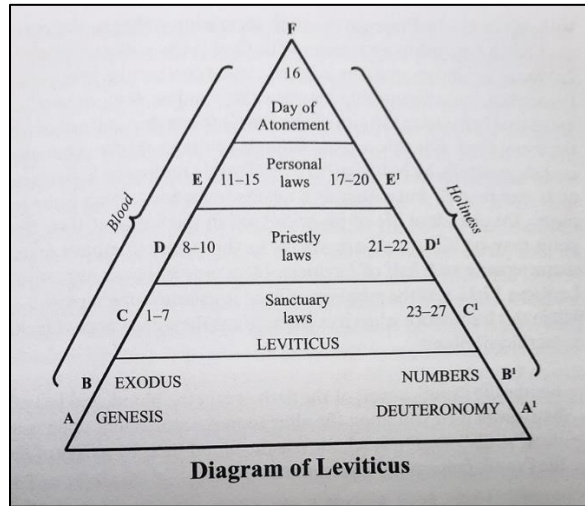 F
16
Day of
Atonement
Blood
Holiness
Personal
laws
E 11–15 17–20 E¹
Priestly
laws
D 8–10 21–22 D¹
Sanctuary
laws
C 1–7 23–27 C¹
LEVITICUS
B EXODUS NUMBERS B¹
A GENESIS DEUTERONOMY A¹
Diagram of Leviticus